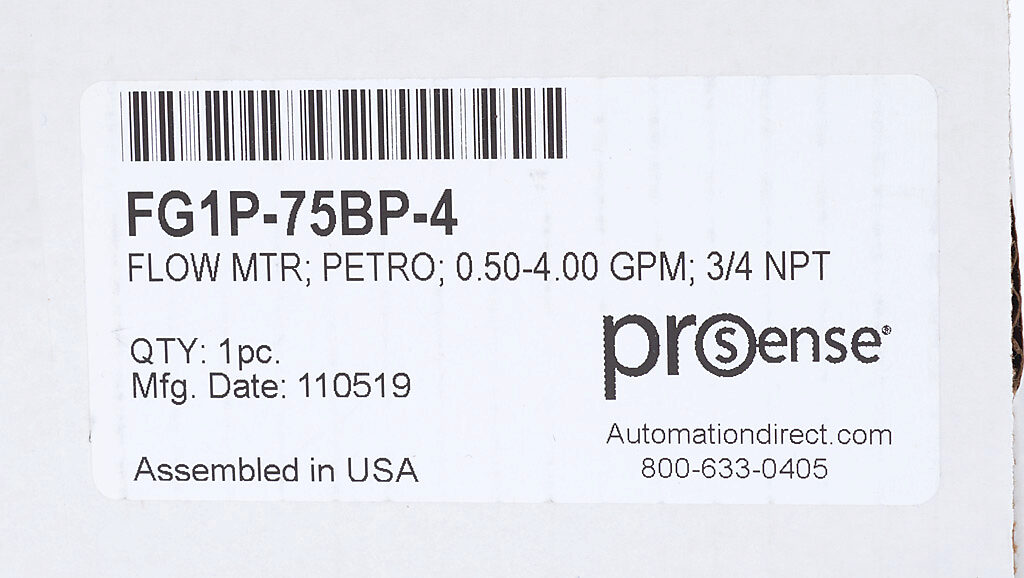 FG1P-75BP-4
FLOW MTR; PETRO; 0.50-4.00 GPM; 3/4 NPT
QTY: 1pc.
Mfg. Date: 110519
prosense®
Assembled in USA
Automationdirect.com
800-633-0405